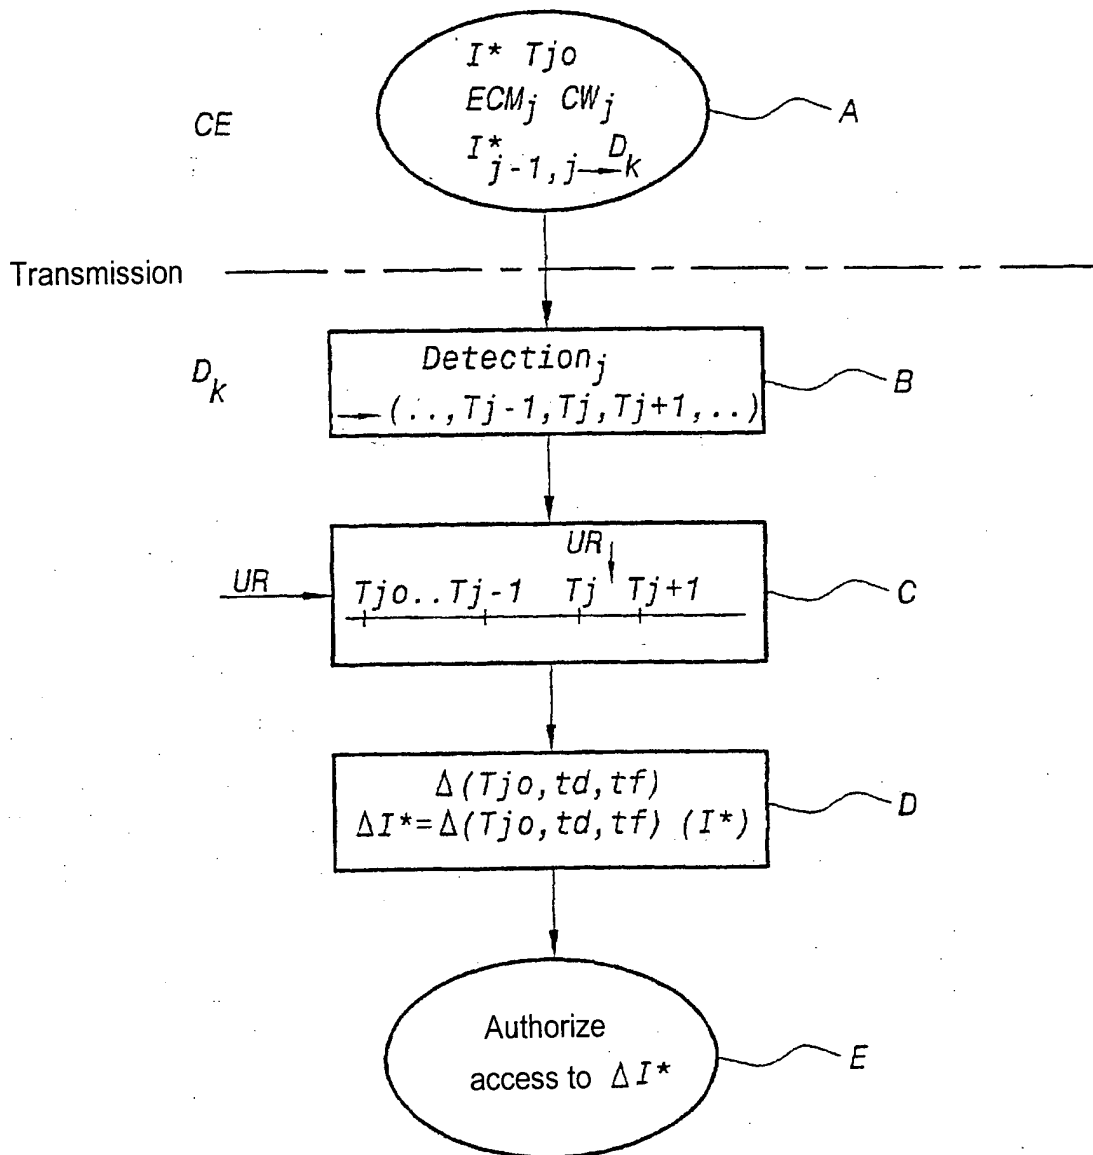 I* Tjo
ECMj CWj
CE
A
I*j-1,j→Dk
Transmission
Detectionj
Dk
B
→(..,Tj-1,Tj,Tj+1,..)
UR
UR
Tjo..Tj-1 Tj Tj+1
C
Δ(Tjo,td,tf)
ΔI*=Δ(Tjo,td,tf) (I*)
D
Authorize
access to ΔI*
E